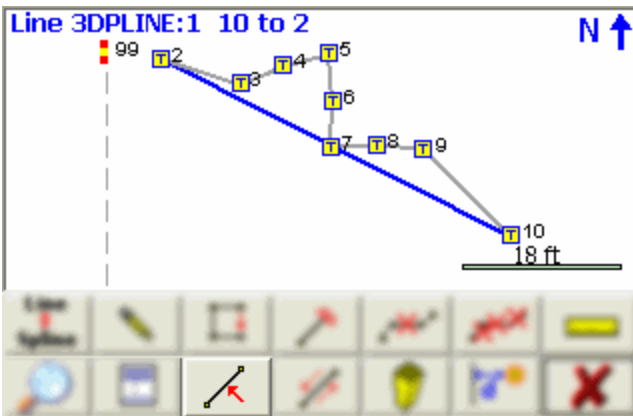 Line 3DPLINE:1 10 to 2
N
99
T 2
T 3
T 4
T 5
T 6
T 7
T 8
T 9
T 10
18 ft
Line
Spline